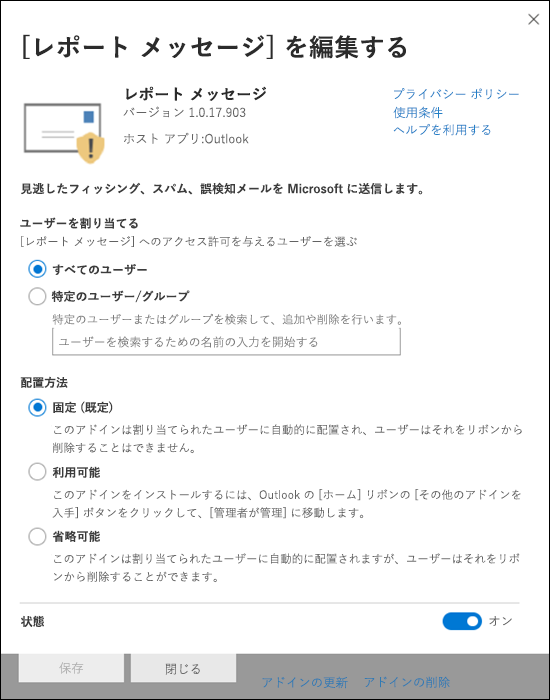 [レポート メッセージ] を編集する
レポート メッセージ
バージョン 1.0.17.903
ホスト アプリ:Outlook
プライバシー ポリシー
使用条件
ヘルプを利用する
見逃したフィッシング、スパム、誤検知メールを Microsoft に送信します。
ユーザーを割り当てる
[レポート メッセージ] へのアクセス許可を与えるユーザーを選ぶ
すべてのユーザー
特定のユーザー/グループ
特定のユーザーまたはグループを検索して、追加や削除を行います。
ユーザーを検索するための名前の入力を開始する
配置方法
固定 (既定)
このアドインは割り当てられたユーザーに自動的に配置され、ユーザーはそれをリボンから
削除することはできません。
利用可能
このアドインをインストールするには、Outlook の [ホーム] リボンの [その他のアドインを
入手] ボタンをクリックして、[管理者が管理] に移動します。
省略可能
このアドインは割り当てられたユーザーに自動的に配置されますが、ユーザーはそれをリボ
ンから削除することができます。
状態
オン
保存
閉じる
アドインの更新
アドインの削除